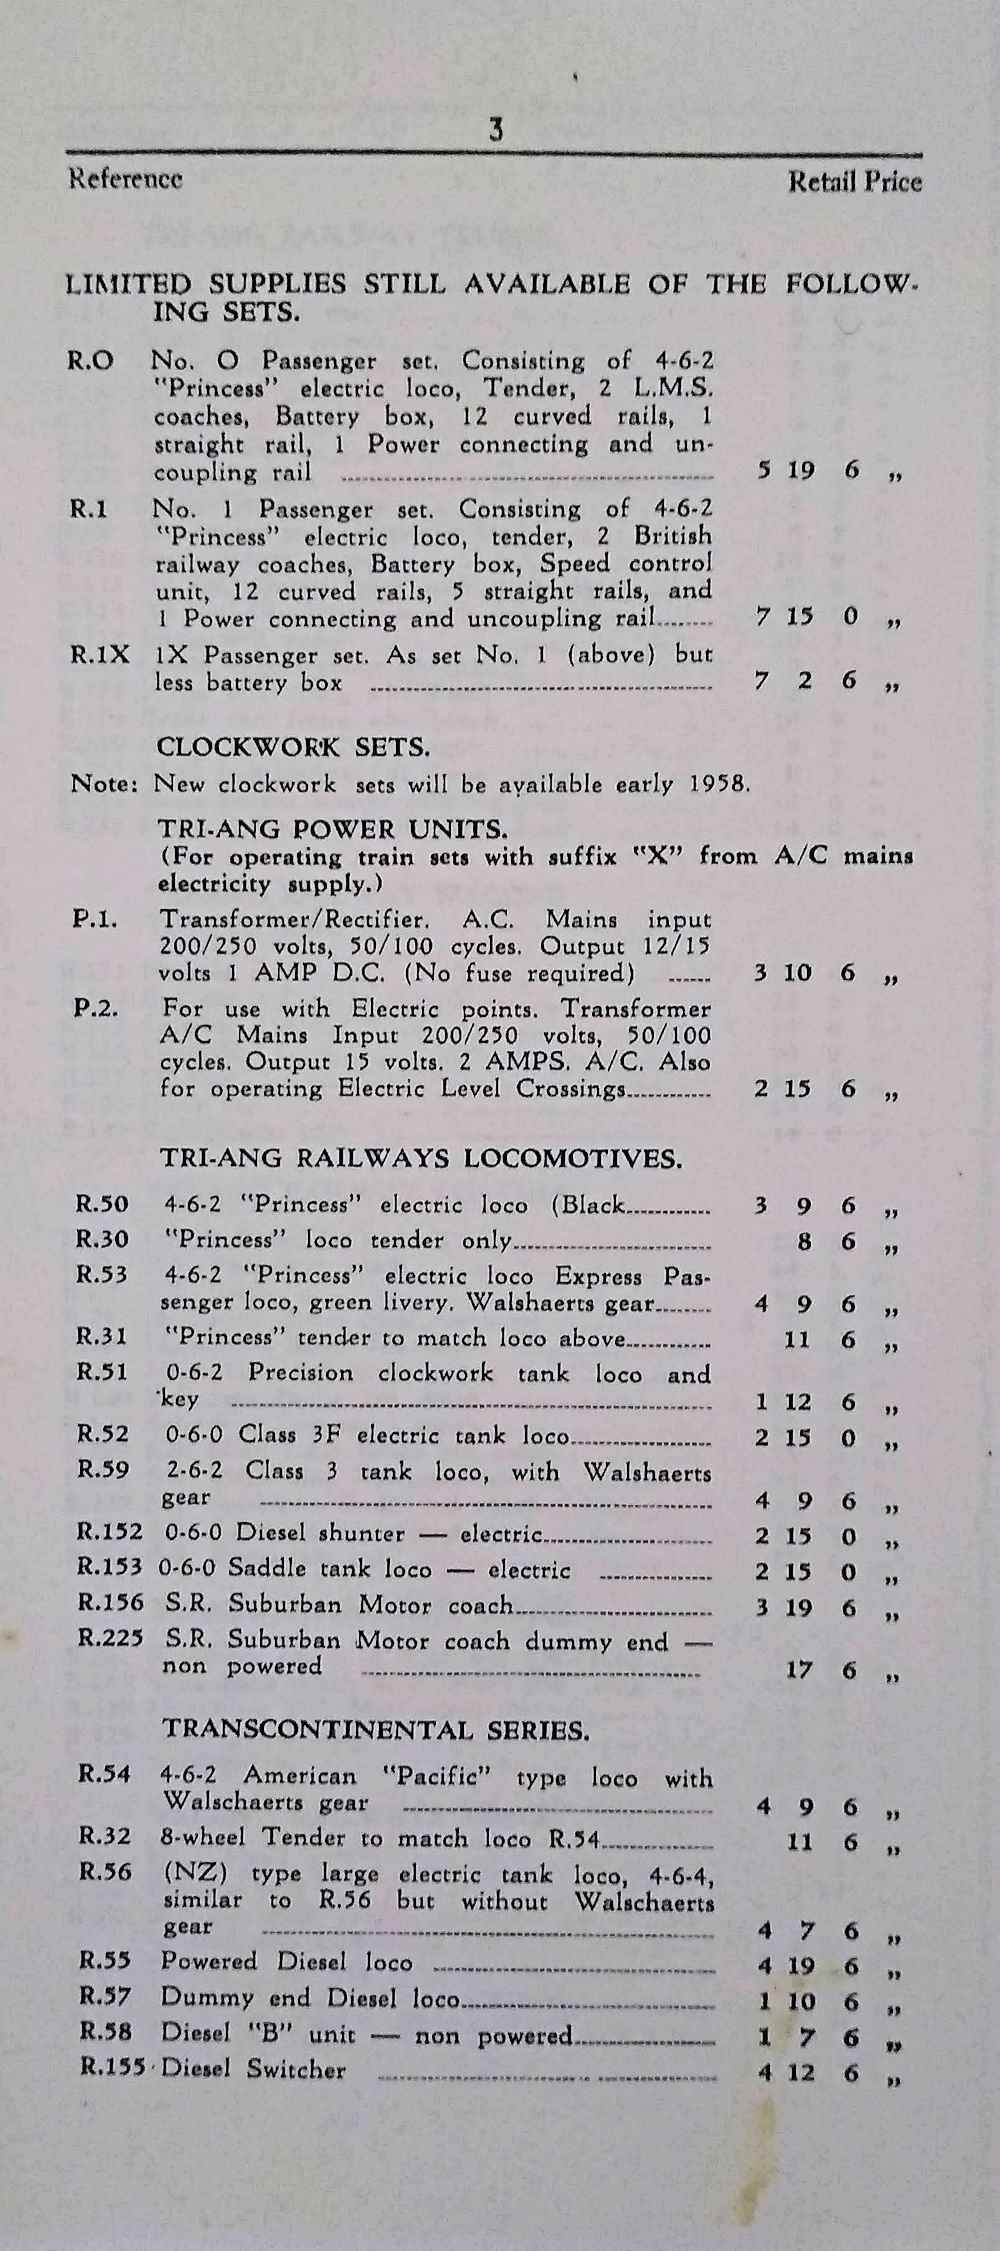 3
Reference Retail Price
LIMITED SUPPLIES STILL AVAILABLE OF THE FOLLOW-
ING SETS.
R.O No. O Passenger set. Consisting of 4-6-2
"Princess" electric loco, Tender, 2 L.M.S.
coaches, Battery box, 12 curved rails, 1
straight rail, 1 Power connecting and un-
coupling rail ........ 5 19 6 ,,
R.1 No. 1 Passenger set. Consisting of 4-6-2
"Princess" electric loco, tender, 2 British
railway coaches, Battery box, Speed control
unit, 12 curved rails, 5 straight rails, and
1 Power connecting and uncoupling rail........ 7 15 0 ,,
R.1X 1X Passenger set. As set No. 1 (above) but
less battery box ........ 7 2 6 ,,
CLOCKWORK SETS.
Note: New clockwork sets will be available early 1958.
TRI-ANG POWER UNITS.
(For operating train sets with suffix "X" from A/C mains
electricity supply.)
P.1. Transformer/Rectifier. A.C. Mains input
200/250 volts, 50/100 cycles. Output 12/15
volts 1 AMP D.C. (No fuse required) ...... 3 10 6 ,,
P.2. For use with Electric points. Transformer
A/C Mains Input 200/250 volts, 50/100
cycles. Output 15 volts. 2 AMPS. A/C. Also
for operating Electric Level Crossings............ 2 15 6 ,,
TRI-ANG RAILWAYS LOCOMOTIVES.
R.50 4-6-2 "Princess" electric loco (Black............ 3 9 6 ,,
R.30 "Princess" loco tender only........ 8 6 ,,
R.53 4-6-2 "Princess" electric loco Express Pas-
senger loco, green livery. Walshaerts gear........ 4 9 6 ,,
R.31 "Princess" tender to match loco above............ 11 6 ,,
R.51 0-6-2 Precision clockwork tank loco and
key ........ 1 12 6 ,,
R.52 0-6-0 Class 3F electric tank loco........ 2 15 0 ,,
R.59 2-6-2 Class 3 tank loco, with Walshaerts
gear ........ 4 9 6 ,,
R.152 0-6-0 Diesel shunter — electric........ 2 15 0 ,,
R.153 0-6-0 Saddle tank loco — electric ........ 2 15 0 ,,
R.156 S.R. Suburban Motor coach........ 3 19 6 ,,
R.225 S.R. Suburban Motor coach dummy end —
non powered ........ 17 6 ,,
TRANSCONTINENTAL SERIES.
R.54 4-6-2 American "Pacific" type loco with
Walschaerts gear ........ 4 9 6 ,,
R.32 8-wheel Tender to match loco R.54........ 11 6 ,,
R.56 (NZ) type large electric tank loco, 4-6-4,
similar to R.56 but without Walschaerts
gear ........ 4 7 6 ,,
R.55 Powered Diesel loco ........ 4 19 6 ,,
R.57 Dummy end Diesel loco........ 1 10 6 ,,
R.58 Diesel "B" unit — non powered........ 1 7 6 ,,
R.155 Diesel Switcher ........ 4 12 6 ,,